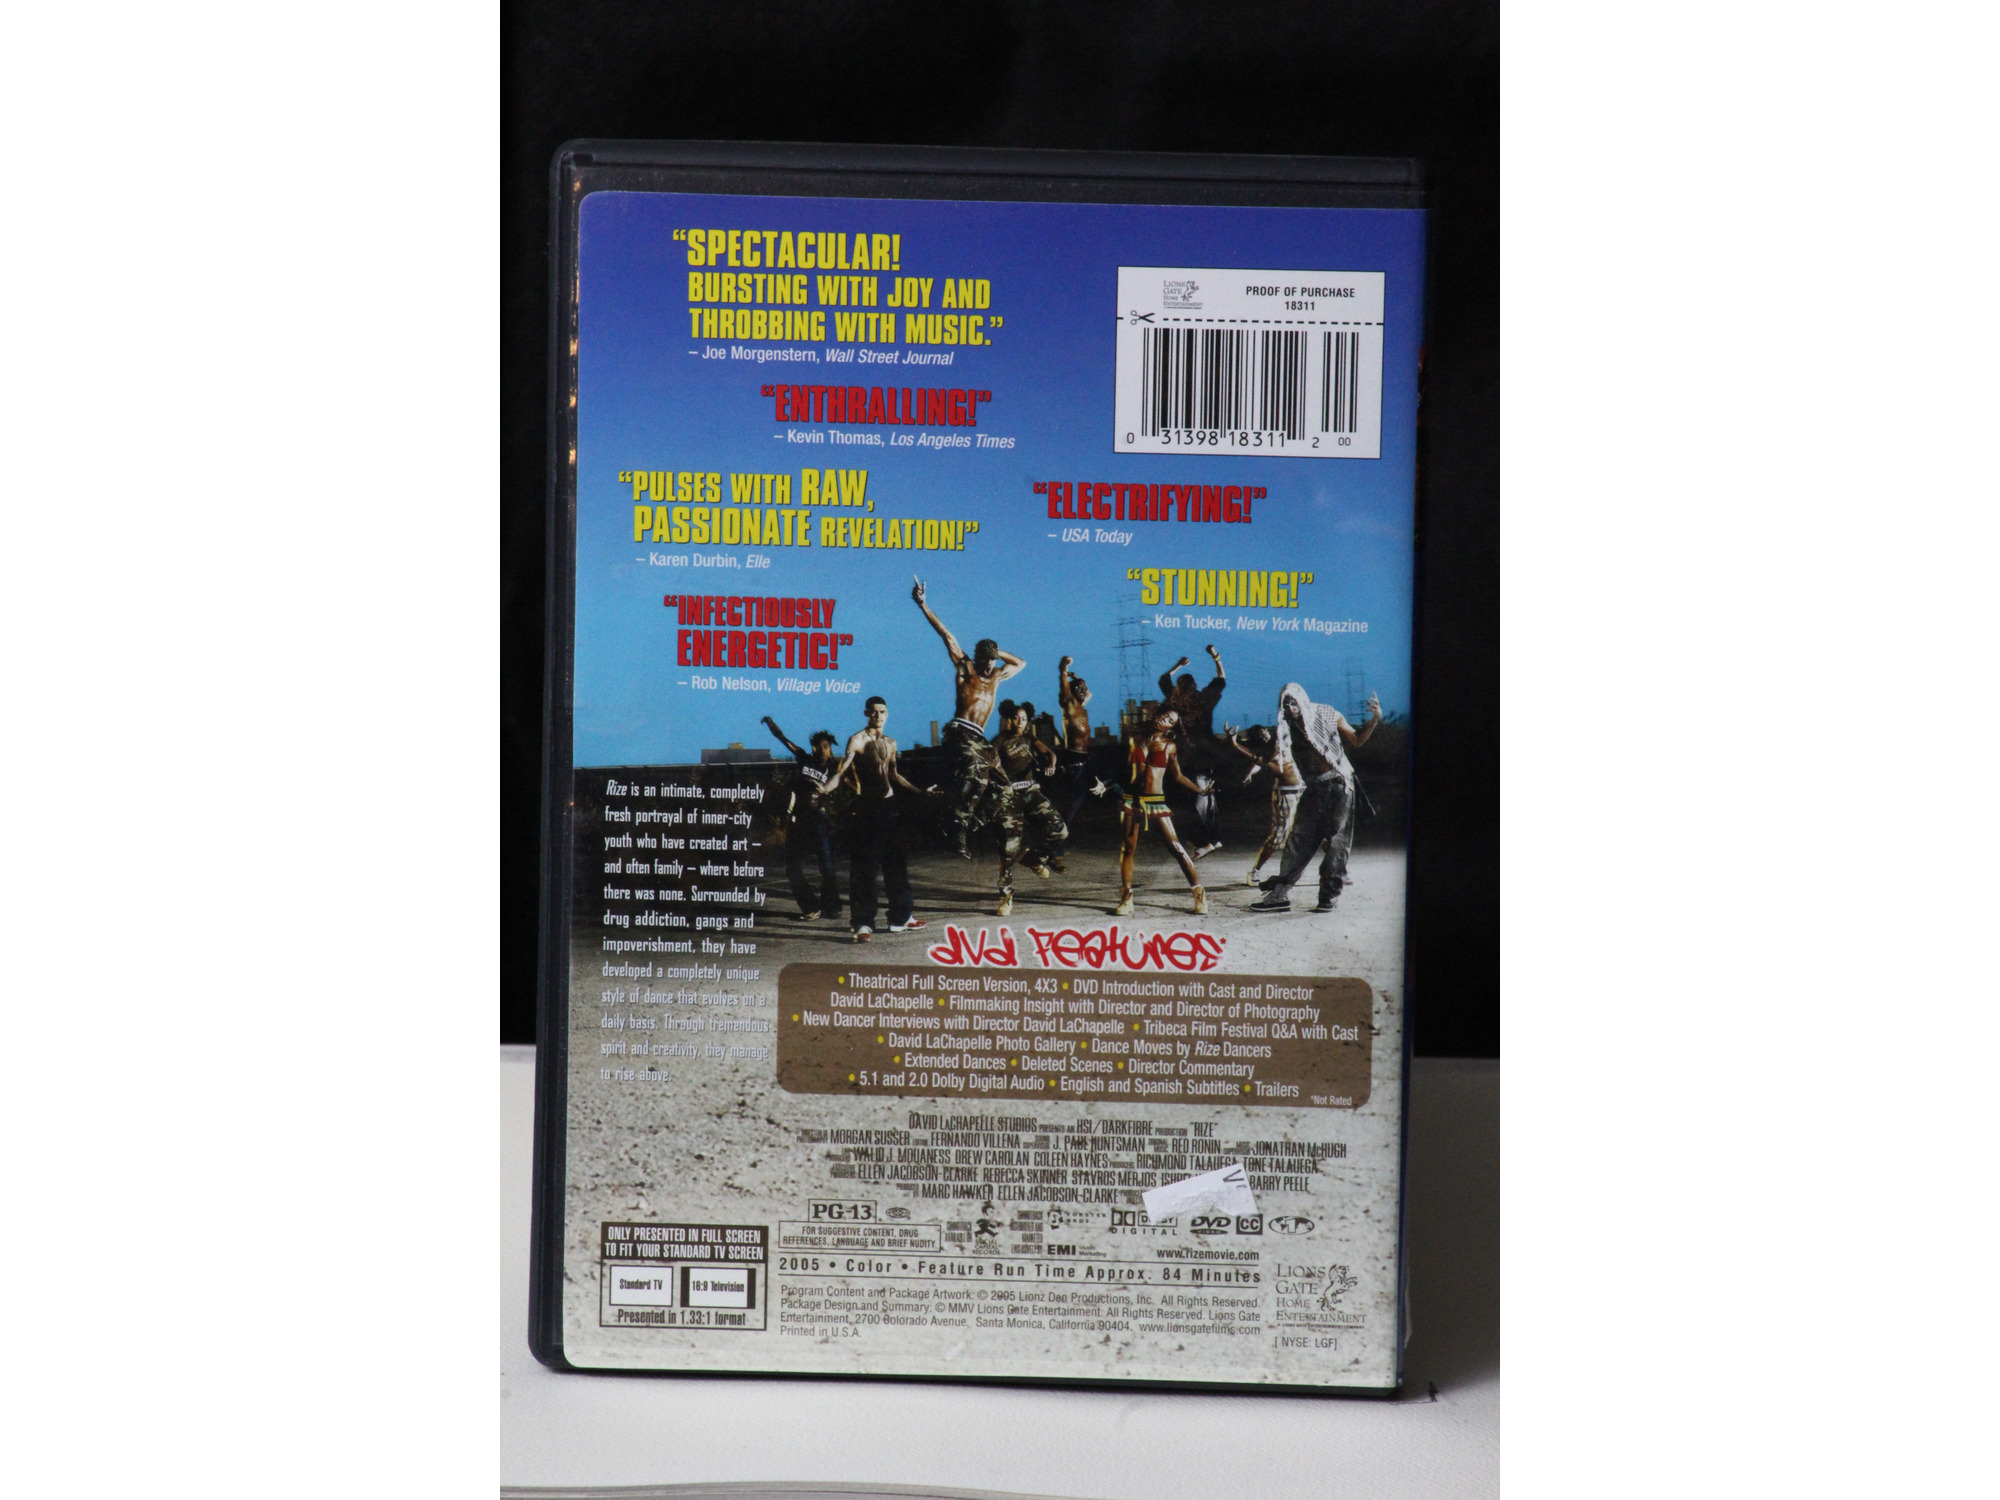 “SPECTACULAR!
BURSTING WITH JOY AND
THROBBING WITH MUSIC.”
– Joe Morgenstern, Wall Street Journal
LIONS
GATE
HOME
ENTERTAINMENT
PROOF OF PURCHASE
18311
0 31398 18311 2 00
“ENTHRALLING!”
– Kevin Thomas, Los Angeles Times
“PULSES WITH RAW,
PASSIONATE REVELATION!”
– Karen Durbin, Elle
“ELECTRIFYING!”
– USA Today
“STUNNING!”
– Ken Tucker, New York Magazine
“INFECTIOUSLY
ENERGETIC!”
– Rob Nelson, Village Voice
Rize is an intimate, completely
fresh portrayal of inner-city
youth who have created art –
and often family – where before
there was none. Surrounded by
drug addiction, gangs and
impoverishment, they have
developed a completely unique
style of dance that evolves on a
daily basis. Through tremendous
spirit and creativity, they manage
to rise above.
DVD Features*
• Theatrical Full Screen Version, 4X3 • DVD Introduction with Cast and Director
David LaChapelle • Filmmaking Insight with Director and Director of Photography
• New Dancer Interviews with Director David LaChapelle • Tribeca Film Festival Q&A with Cast
• David LaChapelle Photo Gallery • Dance Moves by Rize Dancers
• Extended Dances • Deleted Scenes • Director Commentary
• 5.1 and 2.0 Dolby Digital Audio • English and Spanish Subtitles • Trailers
*Not Rated
DAVID LaCHAPELLE STUDIOS PRESENTS AN HSI/DARKFIRE PRODUCTION "RIZE"
MORGAN SUSSER FERNANDO VILLENA J. PAUL HUNTSMAN RED RONIN JONATHAN McHUGH
WALID J. MOUANESS DREW CAROLAN COLEEN HAYNES RICHMOND TALAUEGA TONE TALAUEGA
ELLEN JACOBSON-CLARKE REBECCA SKINNER STAVROS MERJOS BARRY PEELE
MARC HAWKER ELLEN JACOBSON-CLARKE
PG-13
FOR SUGGESTIVE CONTENT, DRUG
REFERENCES, LANGUAGE AND BRIEF NUDITY
EMI
DIGITAL
DVD
CC
www.rizemovie.com
ONLY PRESENTED IN FULL SCREEN
TO FIT YOUR STANDARD TV SCREEN
Standard TV
16:9 Television
Presented in 1.33:1 format
2005 • Color • Feature Run Time Approx. 84 Minutes
Program Content and Package Artwork: © 2005 Lionz Den Productions, Inc. All Rights Reserved.
Package Design and Summary: © MMV Lions Gate Entertainment. All Rights Reserved. Lions Gate
Entertainment, 2700 Colorado Avenue, Santa Monica, California 90404. www.lionsgatefilms.com
Printed in U.S.A.
LIONS
GATE
HOME
ENTERTAINMENT
[NYSE: LGF]